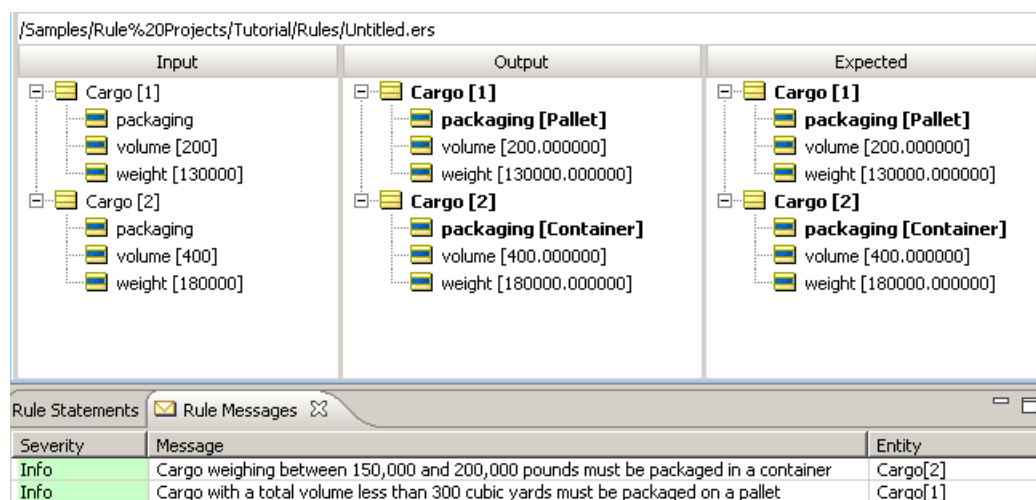 /Samples/Rule%20Projects/Tutorial/Rules/Untitled.ers
Input Output Expected
Cargo [1] Cargo [1] Cargo [1]
packaging packaging [Pallet] packaging [Pallet]
volume [200] volume [200.000000] volume [200.000000]
weight [130000] weight [130000.000000] weight [130000.000000]
Cargo [2] Cargo [2] Cargo [2]
packaging packaging [Container] packaging [Container]
volume [400] volume [400.000000] volume [400.000000]
weight [180000] weight [180000.000000] weight [180000.000000]
Rule Statements Rule Messages
Severity Message Entity
Info Cargo weighing between 150,000 and 200,000 pounds must be packaged in a container Cargo[2]
Info Cargo with a total volume less than 300 cubic yards must be packaged on a pallet Cargo[1]